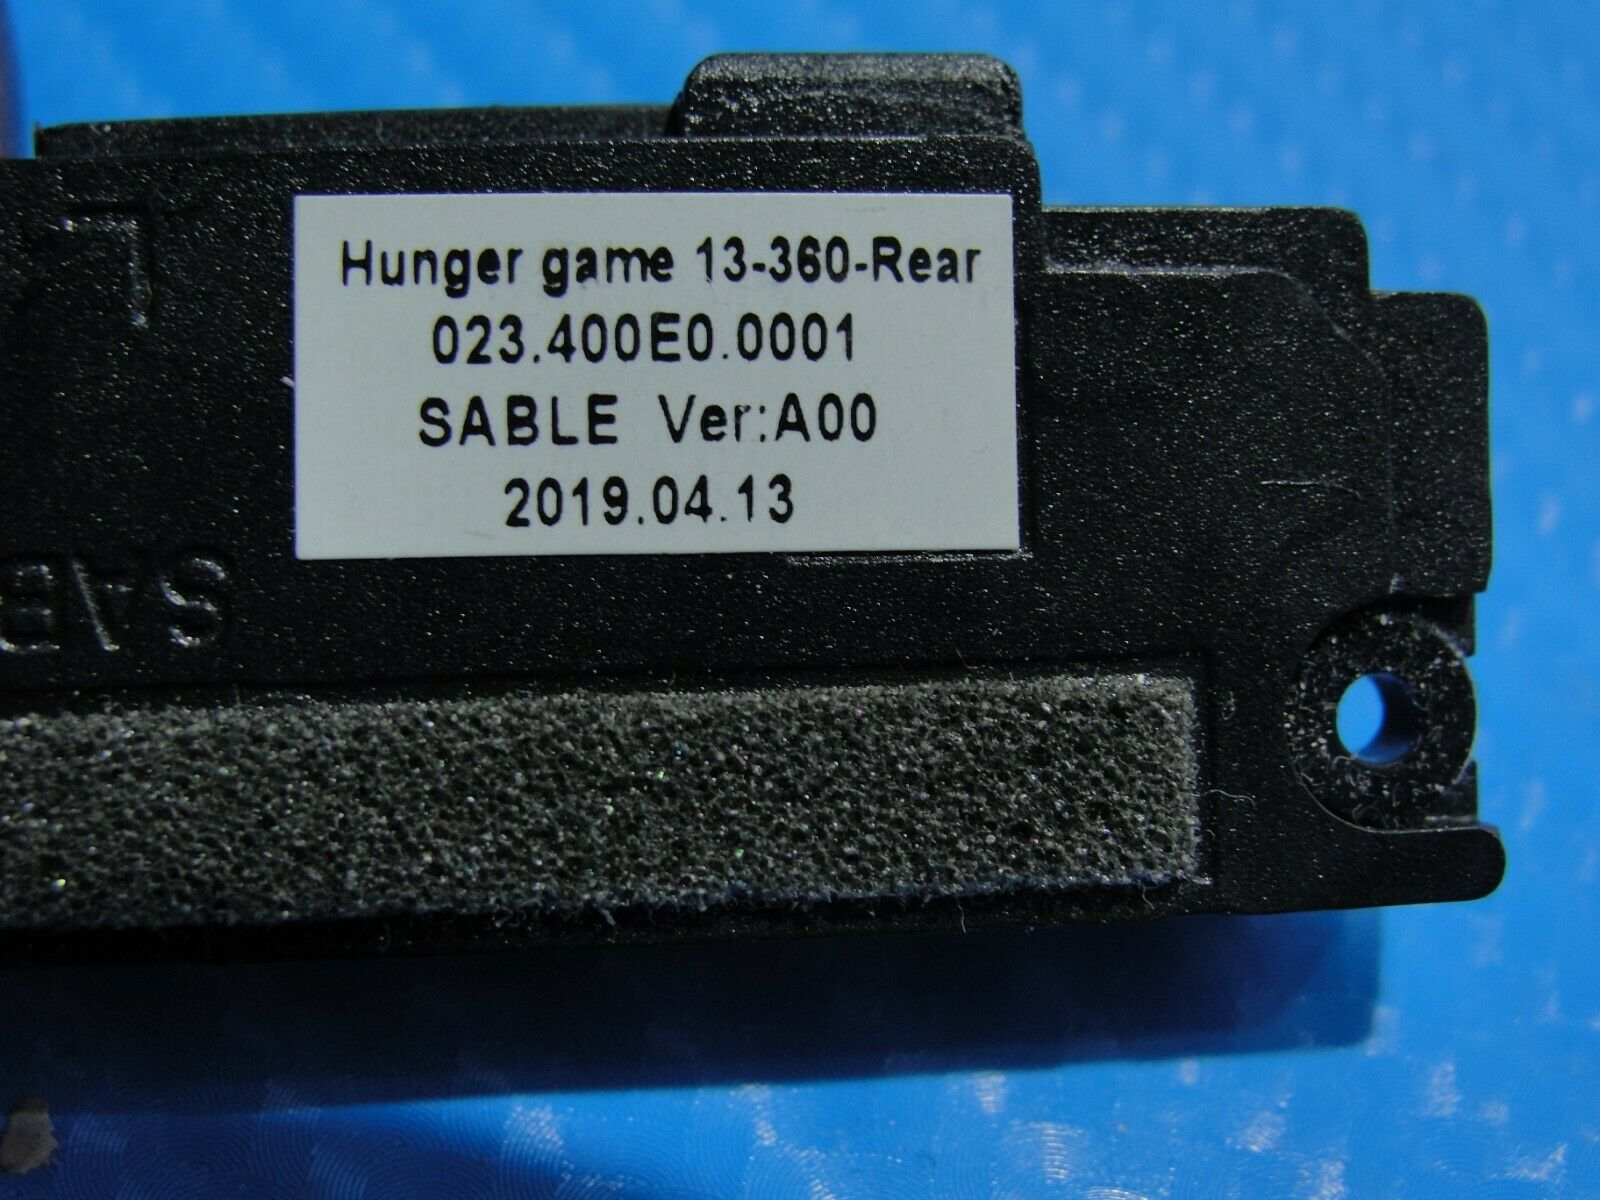 Hunger game 13-360-Rear
023.400E0.0001
SABLE Ver:A00
2019.04.13
L